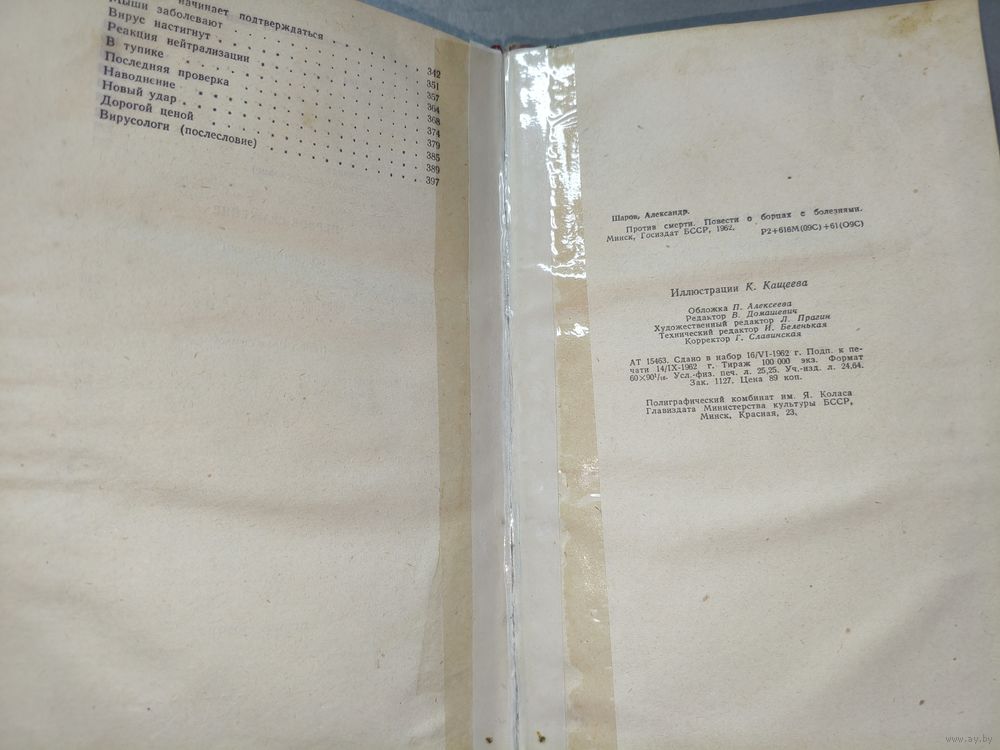 начинает подтверждаться
Мыши заболевают
Вирус настигнут
Реакция нейтрализации 342
В тупике 351
Последняя проверка 357
Наводнение 364
Новый удар 368
Дорогой ценой 374
Вирусологи (послесловие) 379
385
389
397
Шаров, Александр.
Против смерти. Повести о борцах с болезнями.
Минск, Госиздат БССР, 1962.
Р2+616М(09С)+61(О9С)
Иллюстрации К. Кащеева
Обложка П. Алексеева
Редактор В. Домашевич
Художественный редактор Л. Прагин
Технический редактор И. Беленькая
Корректор Г. Славинская
АТ 15463. Сдано в набор 16/VI-1962 г. Подп. к пе-
чати 14/IX-1962 г. Тираж 100 000 экз. Формат
60×90¹/₁₆. Усл.-физ. печ. л. 25,25. Уч.-изд. л. 24,64.
Зак. 1127. Цена 89 коп.
Полиграфический комбинат им. Я. Коласа
Главиздата Министерства культуры БССР,
Минск, Красная, 23.
www.ay.by